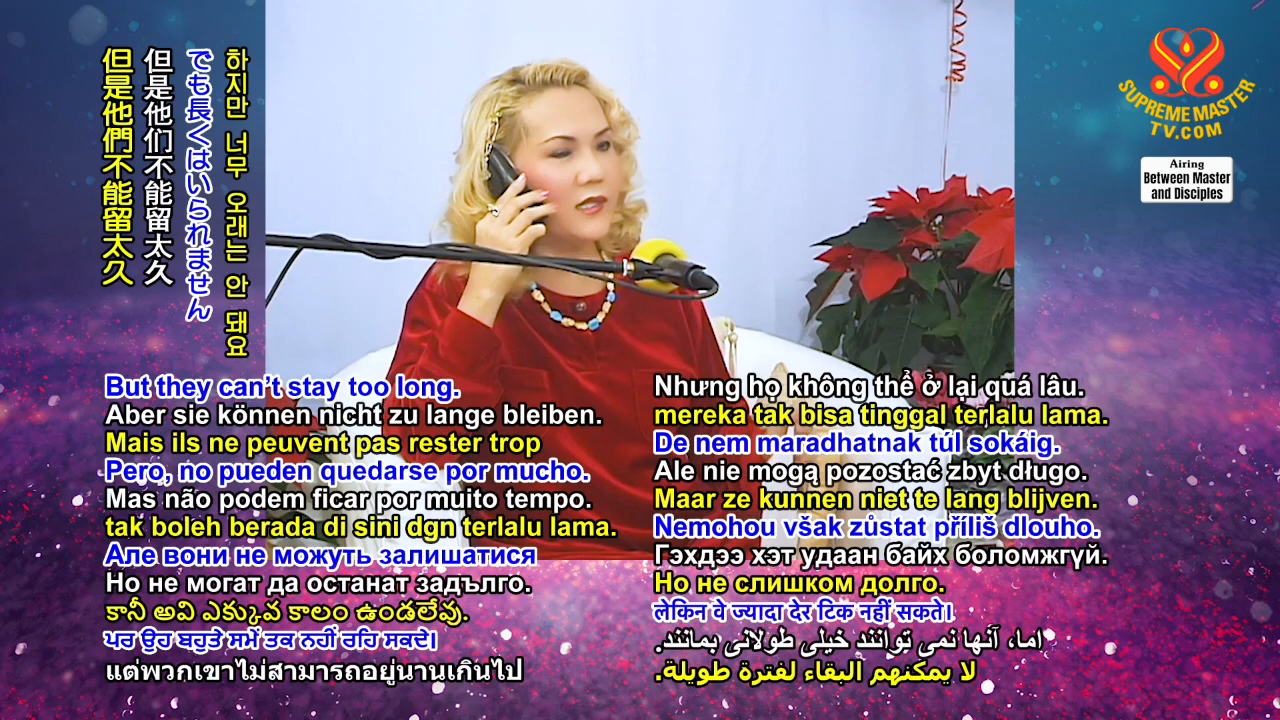 但是他們不能留太久
但是他们不能留太久
でも長くはいられません
하지만 너무 오래는 안 돼요
SUPREME MASTER
TV.COM
Airing
Between Master
and Disciples
But they can’t stay too long.
Aber sie können nicht zu lange bleiben.
Mais ils ne peuvent pas rester trop
Pero, no pueden quedarse por mucho.
Mas não podem ficar por muito tempo.
tak boleh berada di sini dgn terlalu lama.
Але вони не можуть залишатися
Но не могат да останат задълго.
కానీ అవి ఎక్కువ కాలం ఉండలేవు.
ਪਰ ਉਹ ਬਹੁਤੇ ਸਮੇਂ ਤਕ ਨਹੀਂ ਰਹਿ ਸਕਦੇ।
แต่พวกเขาไม่สามารถอยู่นานเกินไป
Nhưng họ không thể ở lại quá lâu.
mereka tak bisa tinggal terlalu lama.
De nem maradhatnak túl sokáig.
Ale nie mogą pozostać zbyt długo.
Maar ze kunnen niet te lang blijven.
Nemohou však zůstat příliš dlouho.
Гэхдээ хэт удаан байх боломжгүй.
Но не слишком долго.
लेकिन वे ज्यादा देर टिक नहीं सकते।
اما، آنها نمی توانند خیلی طولانی بمانند.
لا يمكنهم البقاء لفترة طويلة.